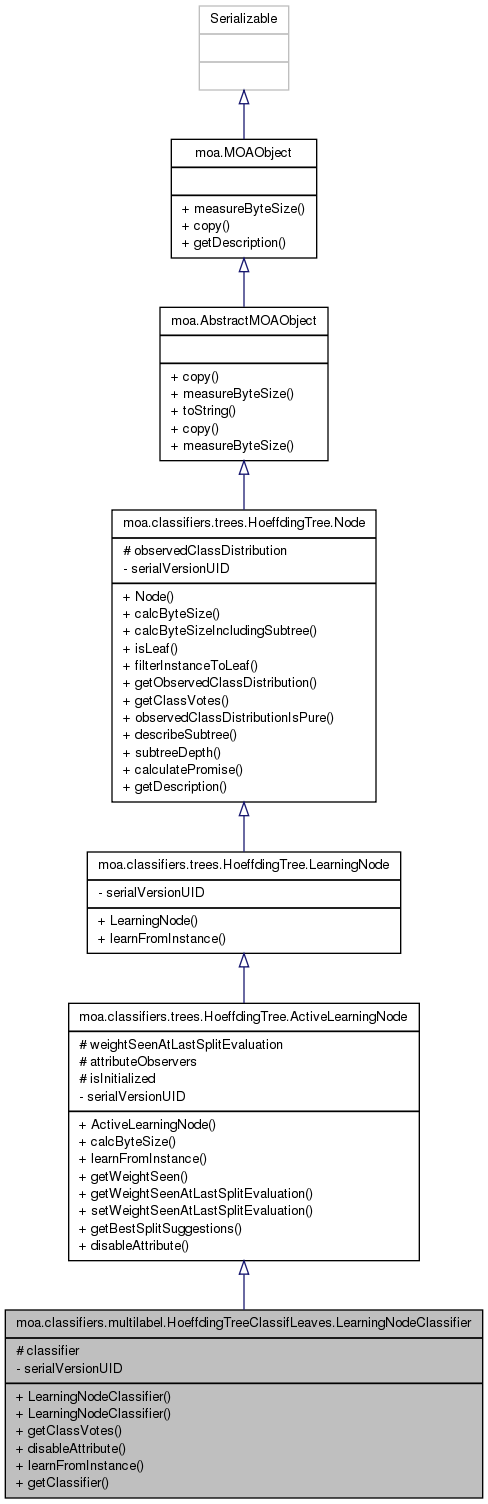 Serializable
moa.MOAObject
+ measureByteSize()
+ copy()
+ getDescription()
moa.AbstractMOAObject
+ copy()
+ measureByteSize()
+ toString()
+ copy()
+ measureByteSize()
moa.classifiers.trees.HoeffdingTree.Node
# observedClassDistribution
- serialVersionUID
+ Node()
+ calcByteSize()
+ calcByteSizeIncludingSubtree()
+ isLeaf()
+ filterInstanceToLeaf()
+ getObservedClassDistribution()
+ getClassVotes()
+ observedClassDistributionIsPure()
+ describeSubtree()
+ subtreeDepth()
+ calculatePromise()
+ getDescription()
moa.classifiers.trees.HoeffdingTree.LearningNode
- serialVersionUID
+ LearningNode()
+ learnFromInstance()
moa.classifiers.trees.HoeffdingTree.ActiveLearningNode
# weightSeenAtLastSplitEvaluation
# attributeObservers
# isInitialized
- serialVersionUID
+ ActiveLearningNode()
+ calcByteSize()
+ learnFromInstance()
+ getWeightSeen()
+ getWeightSeenAtLastSplitEvaluation()
+ setWeightSeenAtLastSplitEvaluation()
+ getBestSplitSuggestions()
+ disableAttribute()
moa.classifiers.multilabel.HoeffdingTreeClassifLeaves.LearningNodeClassifier
# classifier
- serialVersionUID
+ LearningNodeClassifier()
+ LearningNodeClassifier()
+ getClassVotes()
+ disableAttribute()
+ learnFromInstance()
+ getClassifier()